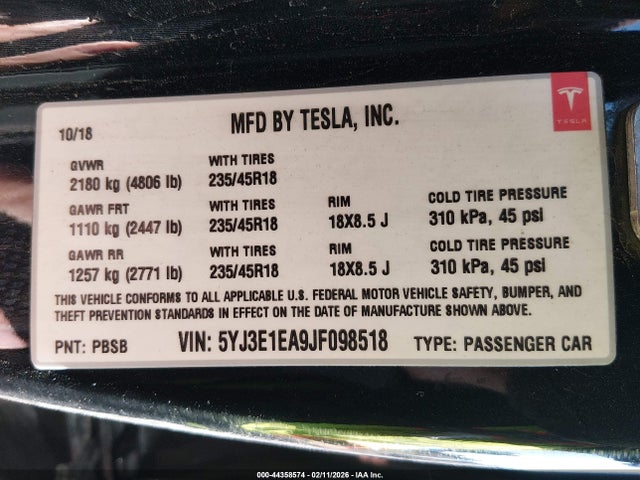 MFD BY TESLA, INC.
TESLA
10/18
GVWR WITH TIRES
2180 kg (4806 lb) 235/45R18
GAWR FRT WITH TIRES RIM COLD TIRE PRESSURE
1110 kg (2447 lb) 235/45R18 18X8.5 J 310 kPa, 45 psi
GAWR RR WITH TIRES RIM COLD TIRE PRESSURE
1257 kg (2771 lb) 235/45R18 18X8.5 J 310 kPa, 45 psi
THIS VEHICLE CONFORMS TO ALL APPLICABLE U.S. FEDERAL MOTOR VEHICLE SAFETY, BUMPER, AND
THEFT PREVENTION STANDARDS IN EFFECT ON THE DATE OF MANUFACTURE SHOWN ABOVE.
PNT: PBSB VIN: 5YJ3E1EA9JF098518 TYPE: PASSENGER CAR
000-44358574 - 02/11/2026 - IAA Inc.